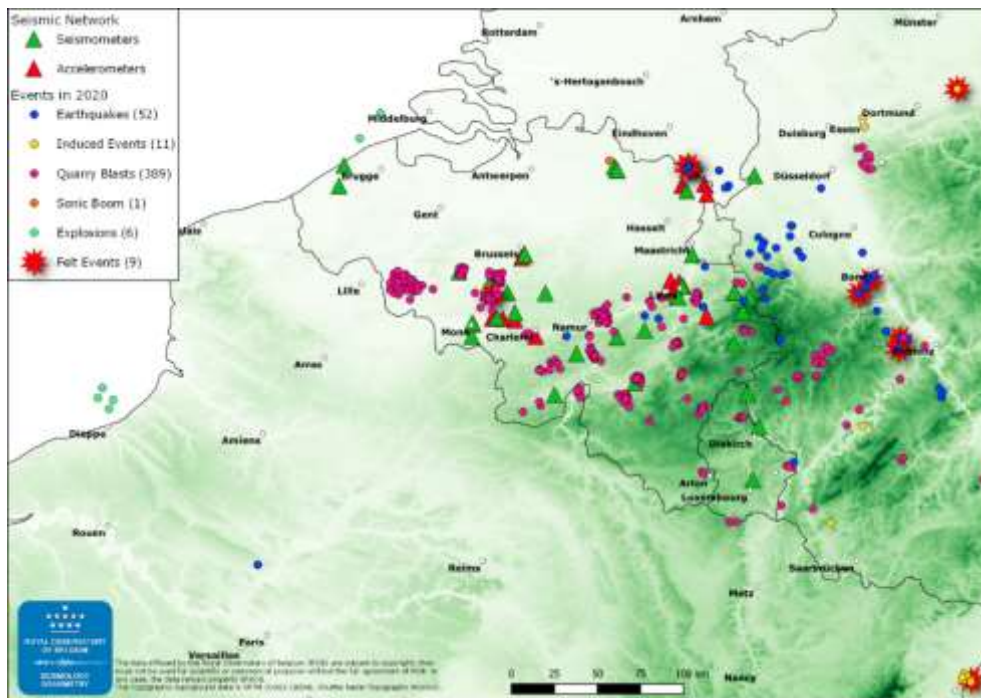 Seismic Network
Seismometers
Accelerometers
Events in 2020
Earthquakes (52)
Induced Events (11)
Quarry Blasts (389)
Sonic Boom (1)
Explosions (6)
Felt Events (9)
Arnhem
Münster
Rotterdam
's-Hertogenbosch
Middelburg
Dortmund
Eindhoven
Duisburg
Essen
Brugge
Antwerpen
Düsseldorf
Gent
Hasselt
Cologne
Brussels
Maastricht
Lille
Mons
Charleroi
Namur
Arras
Dieppe
Amiens
Diekirch
Arlon
Luxembourg
Rouen
Reims
Saarbrücken
Metz
Paris
Versailles
Nancy
ROYAL OBSERVATORY
OF BELGIUM
SEISMOLOGY
GRAVIMETRY
0 50 100 km